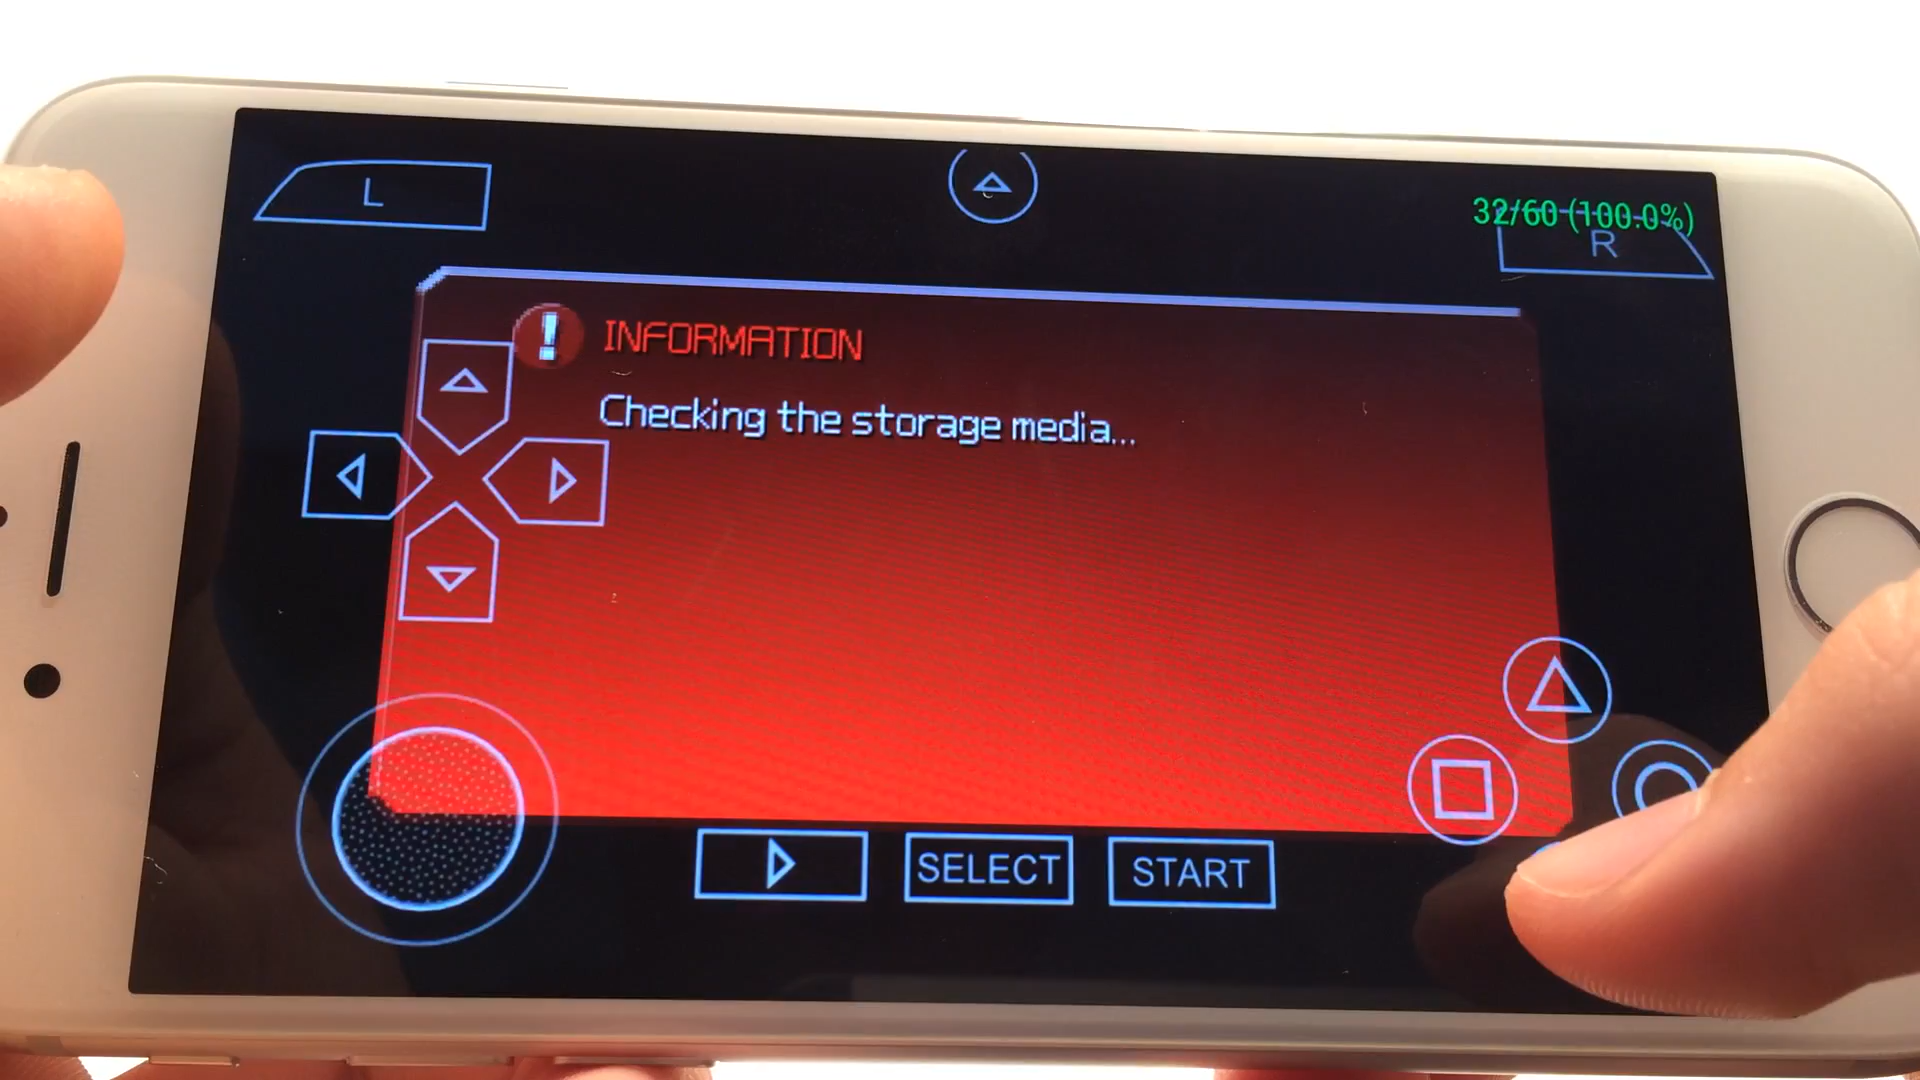 L
32/60 (100.0%)
R
INFORMATION
Checking the storage media...
SELECT
START